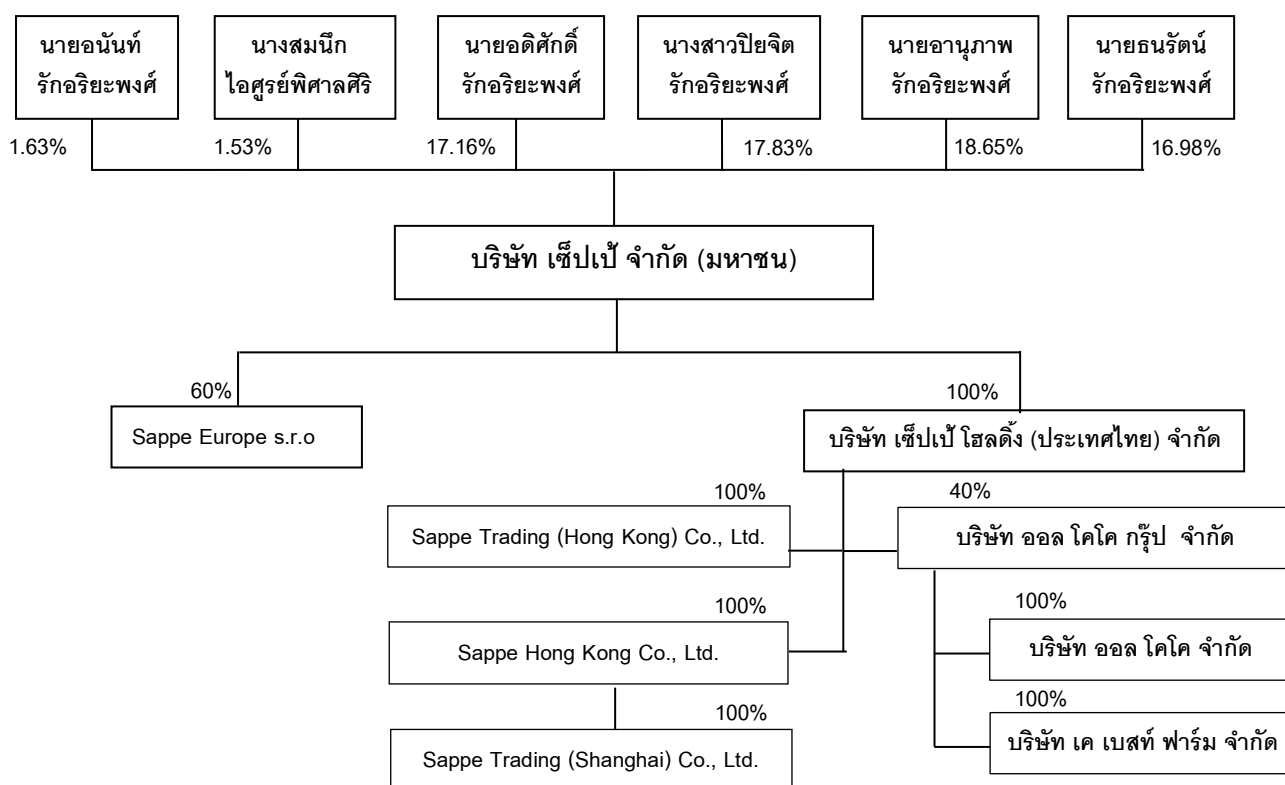 นายอนันท์
รักอริยะพงศ์
นางสมนึก
ไอศูรย์พิศาลศิริ
นายอดิศักดิ์
รักอริยะพงศ์
นางสาวปิยจิต
รักอริยะพงศ์
นายอานุภาพ
รักอริยะพงศ์
นายธนรัตน์
รักอริยะพงศ์
1.63%
1.53%
17.16%
17.83%
18.65%
16.98%
บริษัท เซ็ปเป้ จำกัด (มหาชน)
60%
100%
Sappe Europe s.r.o
บริษัท เซ็ปเป้ โฮลดิ้ง (ประเทศไทย) จำกัด
100%
40%
Sappe Trading (Hong Kong) Co., Ltd.
บริษัท ออล โคโค กรุ๊ป จำกัด
100%
100%
Sappe Hong Kong Co., Ltd.
บริษัท ออล โคโค จำกัด
100%
100%
Sappe Trading (Shanghai) Co., Ltd.
บริษัท เค เบสท์ ฟาร์ม จำกัด